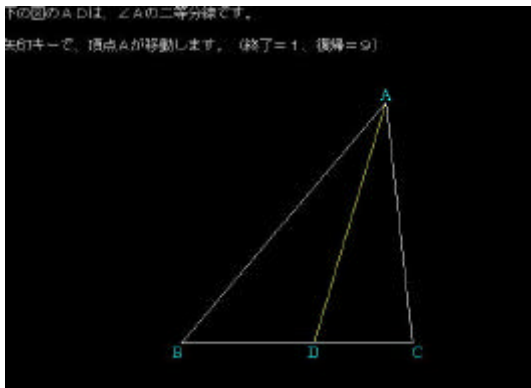 下の図のADは、∠Aの二等分線です。
矢印キーで、頂点Aが移動します。(終了=1、復帰=9)
A
B D C